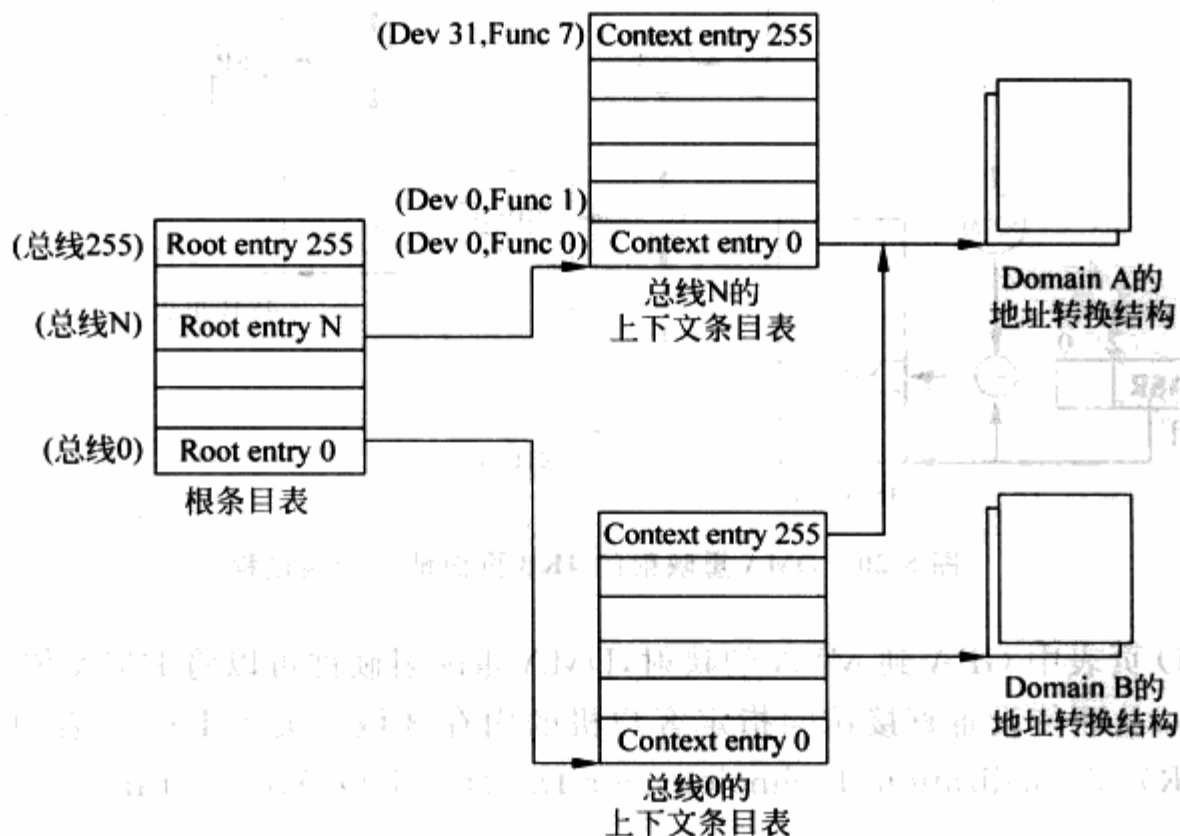 (Dev 31,Func 7)
Context entry 255
(Dev 0,Func 1)
(Dev 0,Func 0)
Context entry 0
总线N的
上下文条目表
Domain A的
地址转换结构
(总线255)
Root entry 255
(总线N)
Root entry N
(总线0)
Root entry 0
根条目表
Context entry 255
Context entry 0
总线0的
上下文条目表
Domain B的
地址转换结构